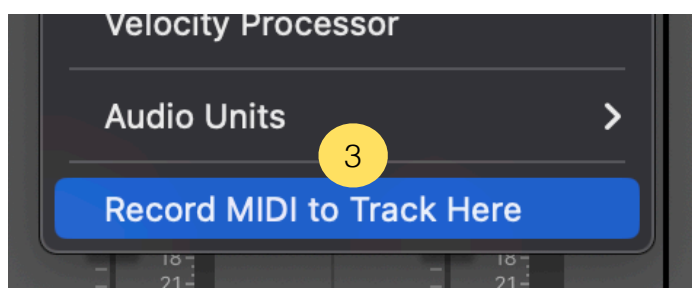 Velocity Processor
Audio Units
3
Record MIDI to Track Here
18 18
21 21